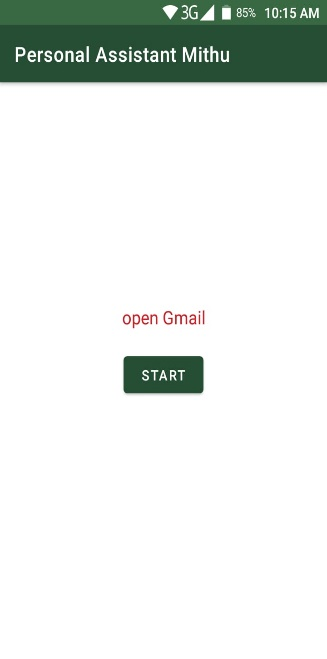 3G 85% 10:15 AM
Personal Assistant Mithu
open Gmail
START